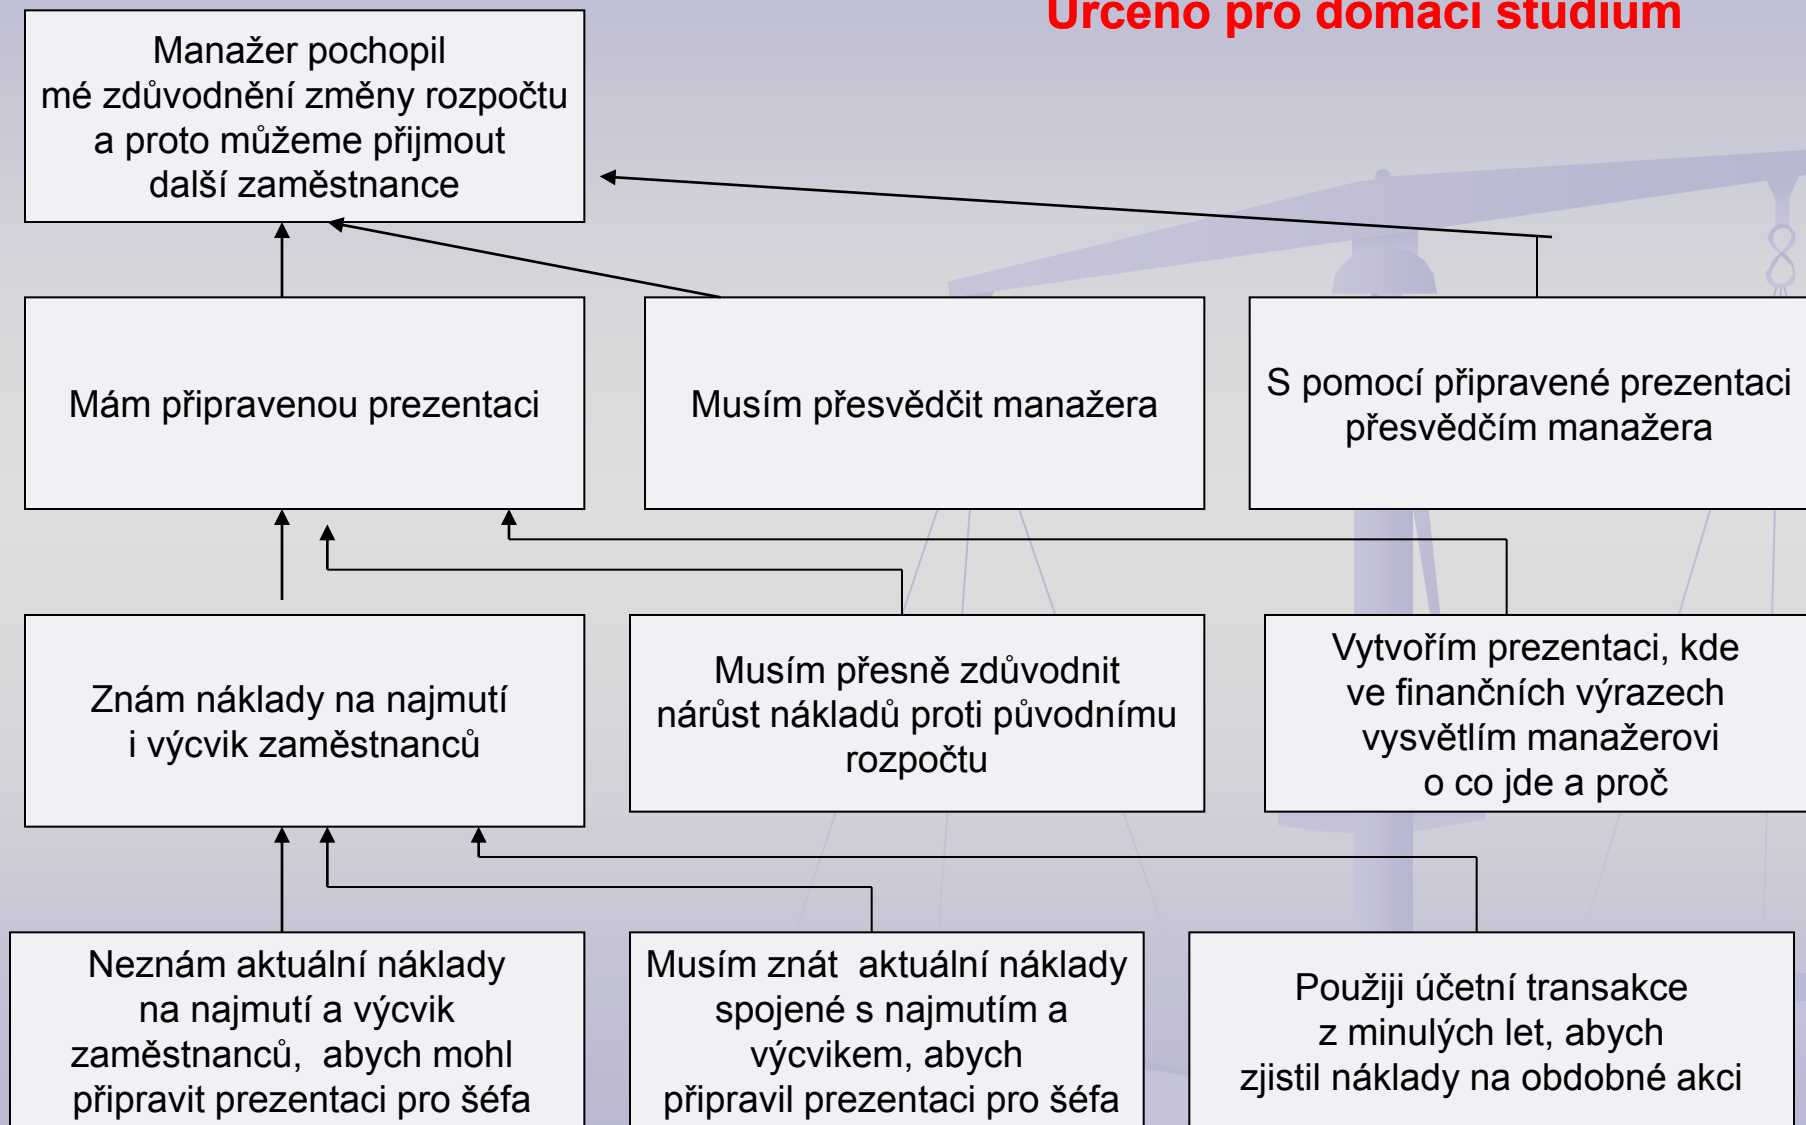 Určeno pro domácí studium
Manažer pochopil
mé zdůvodnění změny rozpočtu
a proto můžeme přijmout
další zaměstnance
Mám připravenou prezentaci
Musím přesvědčit manažera
S pomocí připravené prezentaci
přesvědčím manažera
Znám náklady na najmutí
i výcvik zaměstnanců
Musím přesně zdůvodnit
nárůst nákladů proti původnímu
rozpočtu
Vytvořím prezentaci, kde
ve finančních výrazech
vysvětlím manažerovi
o co jde a proč
Neznám aktuální náklady
na najmutí a výcvik
zaměstnanců, abych mohl
připravit prezentaci pro šéfa
Musím znát aktuální náklady
spojené s najmutím a
výcvikem, abych
připravil prezentaci pro šéfa
Použiji účetní transakce
z minulých let, abych
zjistil náklady na obdobné akci